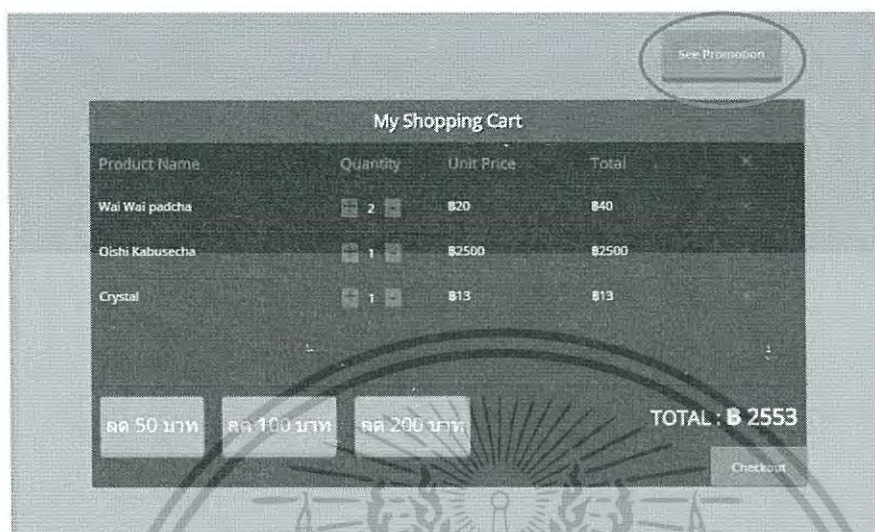 See Promotion
My Shopping Cart
Product Name Quantity Unit Price Total ×
Wai Wai padcha + 2 - ฿20 ฿40 ×
Oishi Kabusecha + 1 - ฿2500 ฿2500 ×
Crystal + 1 - ฿13 ฿13 ×
ลด 50 บาท ลด 100 บาท ลด 200 บาท TOTAL : ฿ 2553
Checkout